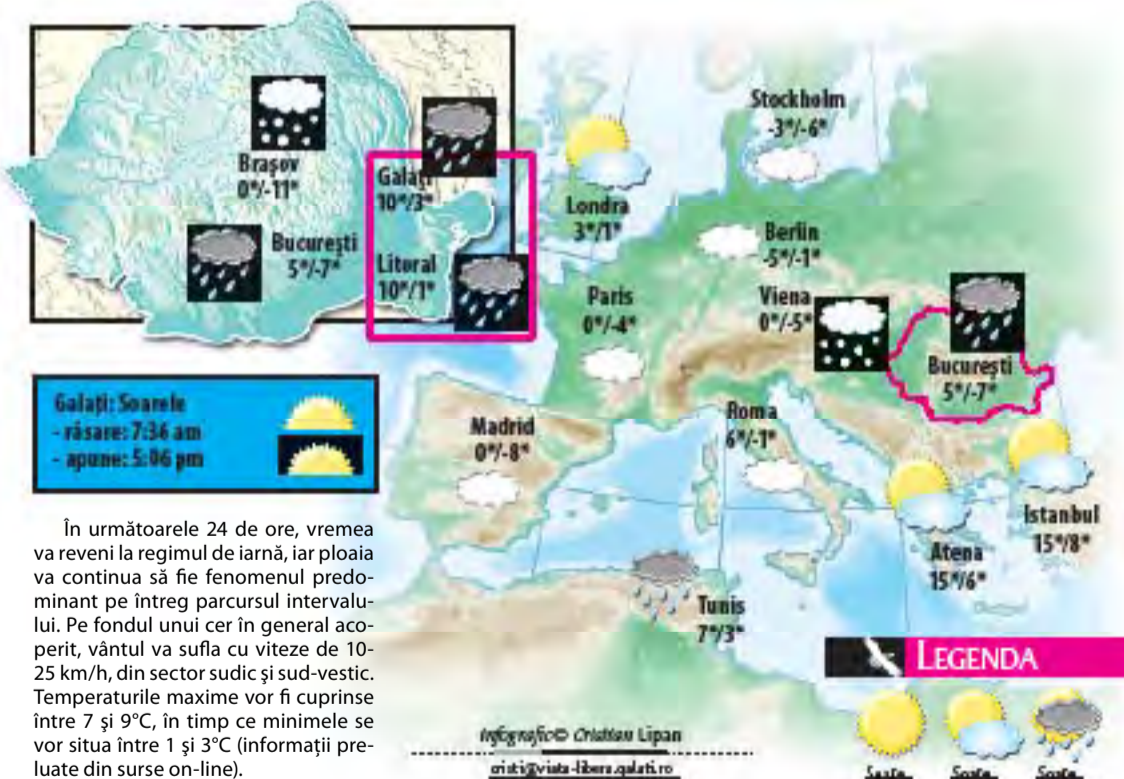 Brașov
0°/-11°
București
5°/-7°
Galați
10°/3°
Litoral
10°/1°
Stockholm
-3°/-6°
Londra
3°/1°
Berlin
-5°/-1°
Paris
0°/-4°
Viena
0°/-5°
București
5°/-7°
Madrid
0°/-8°
Roma
6°/-1°
Istanbul
15°/8°
Atena
15°/6°
Tunis
7°/3°
Galați: Soarele
- răsare: 7:36 am
- apune: 5:06 pm
În următoarele 24 de ore, vremea
va reveni la regimul de iarnă, iar ploaia
va continua să fie fenomenul predo-
minant pe întreg parcursul intervalu-
lui. Pe fondul unui cer în general aco-
perit, vântul va sufla cu viteze de 10-
25 km/h, din sector sudic şi sud-vestic.
Temperaturile maxime vor fi cuprinse
între 7 şi 9°C, în timp ce minimele se
vor situa între 1 şi 3°C (informaţii pre-
luate din surse on-line).
Infografic© Cristian Lipan
cristi@viata-libera.galati.ro
LEGENDA